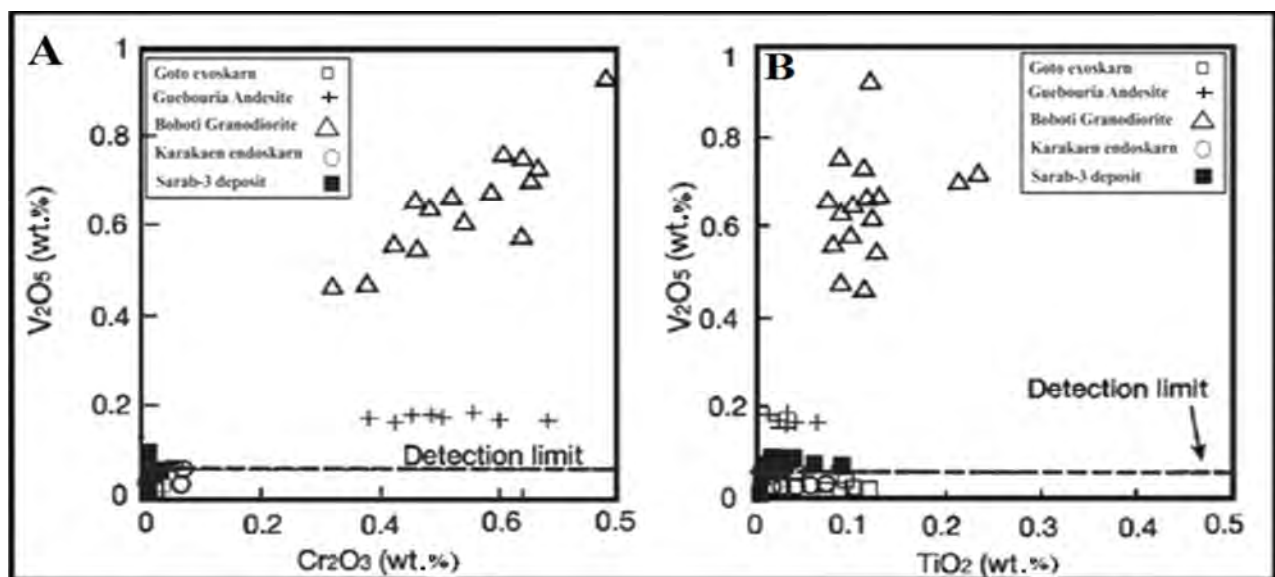 A
Goto exoskarn
Guebouria Andesite
Boboti Granodiorite
Karakaen endoskarn
Sarab-3 deposit
V₂O₅ (wt.%)
1
0.8
0.6
0.4
0.2
0
Detection limit
0 0.2 0.4 0.6 0.5
Cr₂O₃ (wt.%)
B
Goto exoskarn
Guebouria Andesite
Boboti Granodiorite
Karakaen endoskarn
Sarab-3 deposit
V₂O₅ (wt.%)
1
0.8
0.6
0.4
0.2
0
Detection limit
0 0.1 0.2 0.3 0.4 0.5
TiO₂ (wt.%)